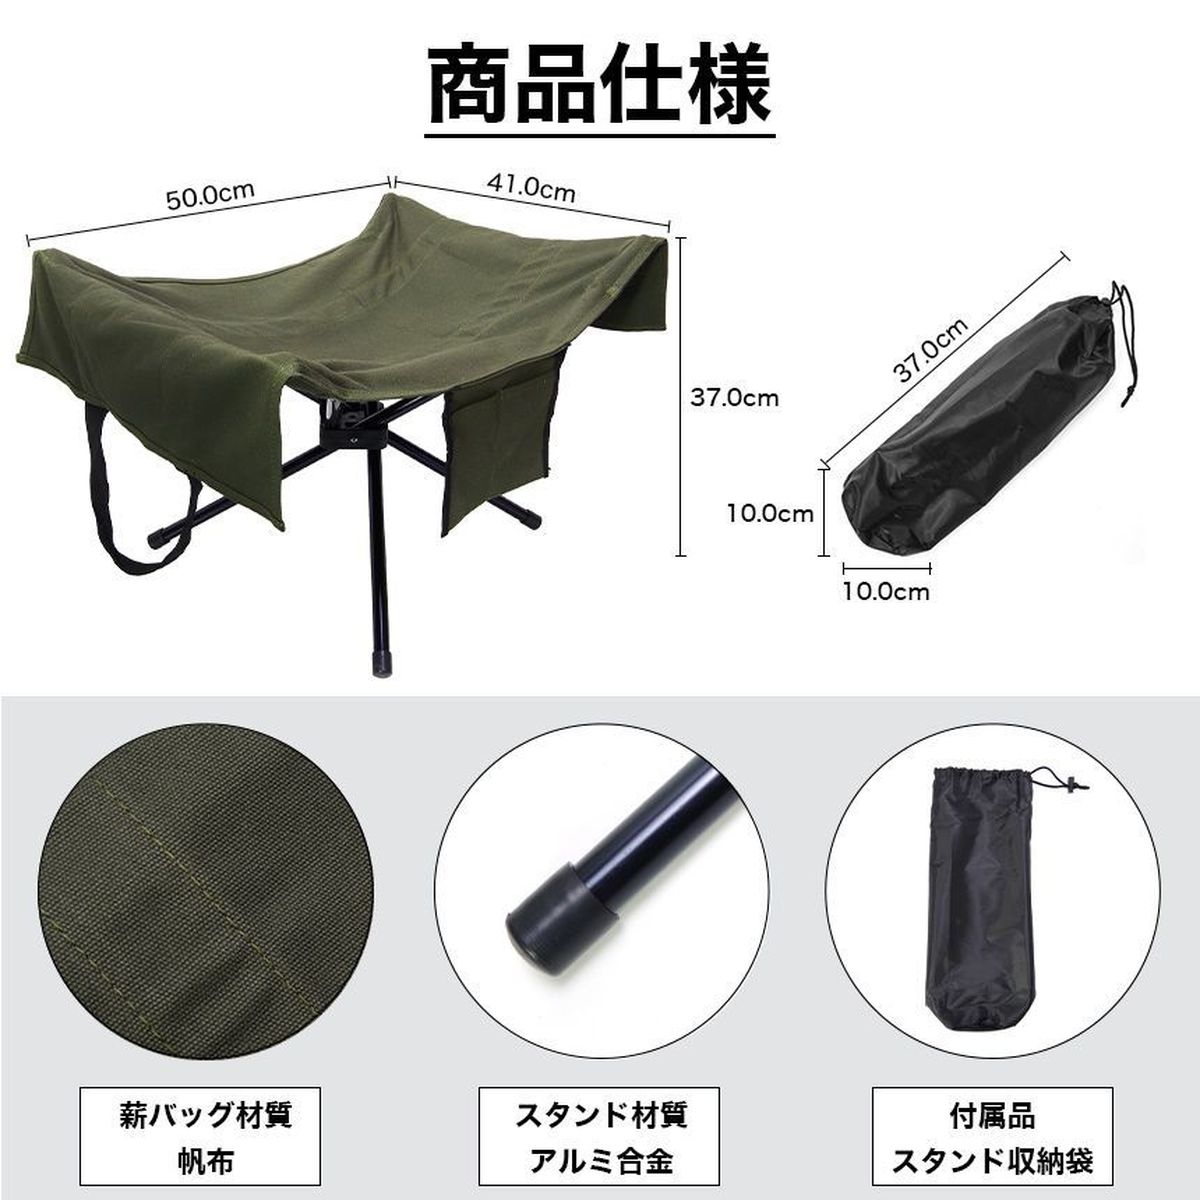 商品仕様
50.0cm
41.0cm
37.0cm
37.0cm
10.0cm
10.0cm
薪バッグ材質
帆布
スタンド材質
アルミ合金
付属品
スタンド収納袋